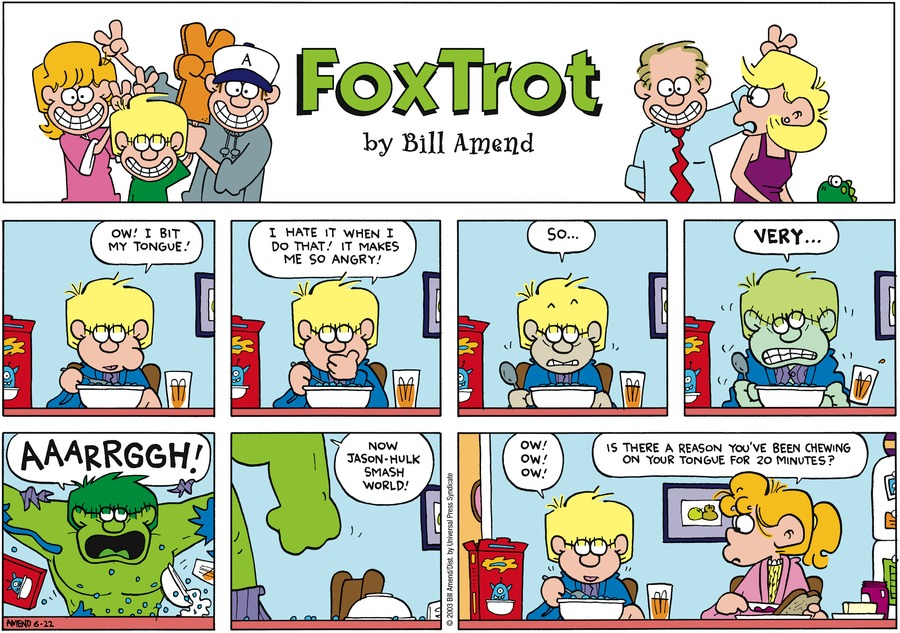 A
FOXTROT
by Bill Amend
OW! I BIT
MY TONGUE!
I HATE IT WHEN I
DO THAT! IT MAKES
ME SO ANGRY!
SO...
VERY...
AAARRGGH!
AMEND 6-22
NOW
JASON-HULK
SMASH
WORLD!
© 2003 Bill Amend/Dist. by Universal Press Syndicate
OW!
OW!
OW!
IS THERE A REASON YOU'VE BEEN CHEWING
ON YOUR TONGUE FOR 20 MINUTES?